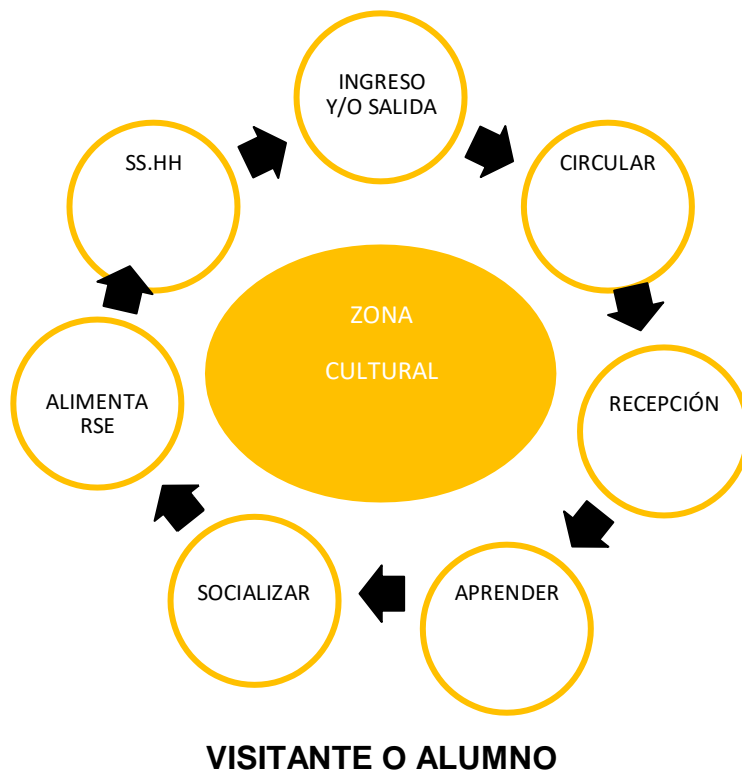 INGRESO
Y/O SALIDA
CIRCULAR
RECEPCIÓN
APRENDER
SOCIALIZAR
ALIMENTA
RSE
SS.HH
ZONA
CULTURAL
VISITANTE O ALUMNO